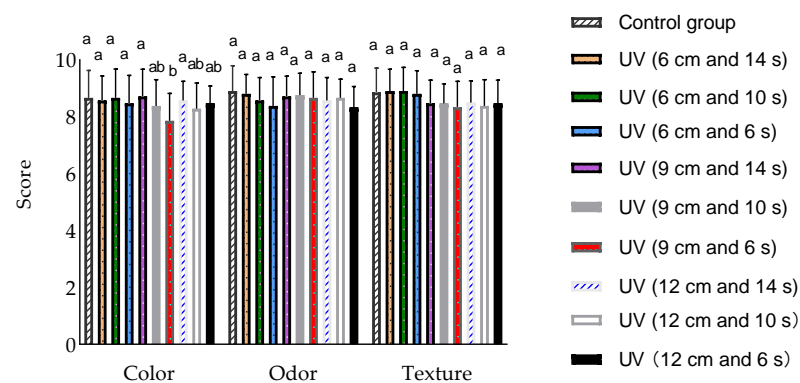 a a a a a ab b a ab ab a a a a a a a a a a a a a a a a a a a a
10
8
6
4
2
0
Score
Color Odor Texture
Control group
UV (6 cm and 14 s)
UV (6 cm and 10 s)
UV (6 cm and 6 s)
UV (9 cm and 14 s)
UV (9 cm and 10 s)
UV (9 cm and 6 s)
UV (12 cm and 14 s)
UV (12 cm and 10 s）
UV（12 cm and 6 s）